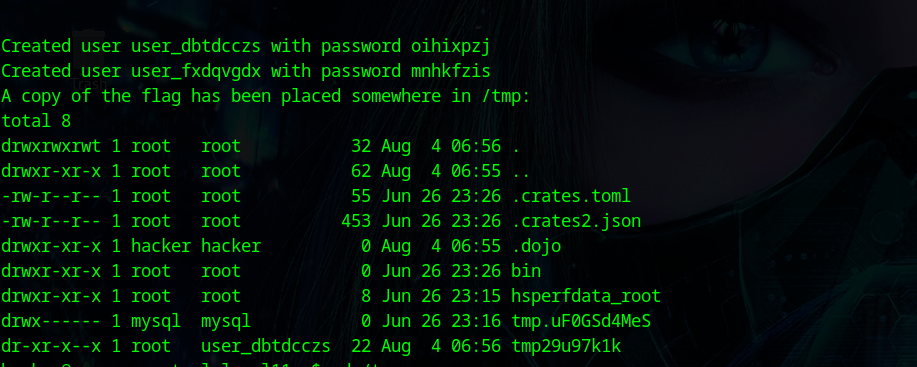 Created user user_dbtdcczs with password oihixpzj
Created user user_fxdqvgdx with password mnhkfzis
A copy of the flag has been placed somewhere in /tmp:
total 8
drwxrwxrwt 1 root   root           32 Aug  4 06:56 .
drwxr-xr-x 1 root   root           62 Aug  4 06:55 ..
-rw-r--r-- 1 root   root           55 Jun 26 23:26 .crates.toml
-rw-r--r-- 1 root   root          453 Jun 26 23:26 .crates2.json
drwxr-xr-x 1 hacker hacker          0 Aug  4 06:55 .dojo
drwxr-xr-x 1 root   root            0 Jun 26 23:26 bin
drwxr-xr-x 1 root   root            8 Jun 26 23:15 hsperfdata_root
drwx------ 1 mysql  mysql           0 Jun 26 23:16 tmp.uF0GSd4MeS
dr-xr-x--x 1 root   user_dbtdcczs  22 Aug  4 06:56 tmp29u97k1k